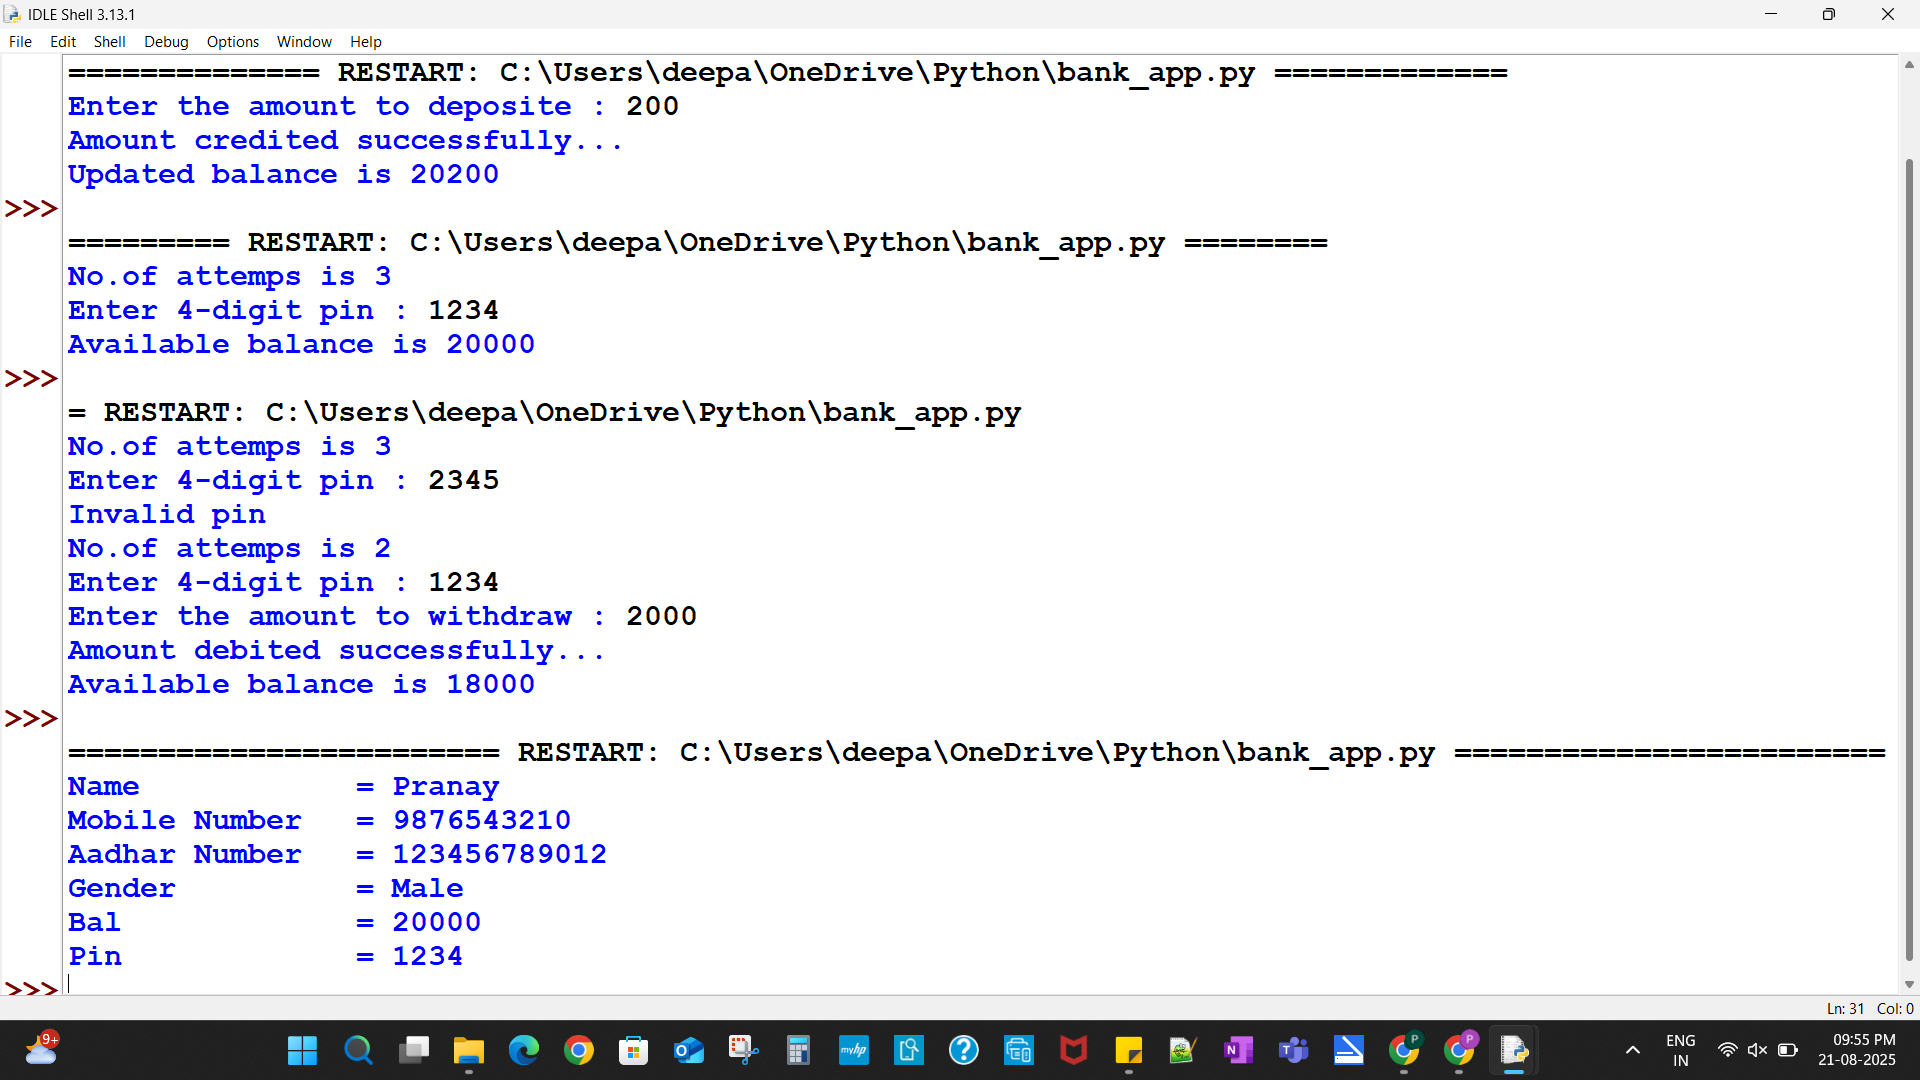 IDLE Shell 3.13.1
File Edit Shell Debug Options Window Help
============== RESTART: C:\Users\deepa\OneDrive\Python\bank_app.py =============
Enter the amount to deposite : 200
Amount credited successfully...
Updated balance is 20200
>>>
========= RESTART: C:\Users\deepa\OneDrive\Python\bank_app.py ========
No.of attemps is 3
Enter 4-digit pin : 1234
Available balance is 20000
>>>
= RESTART: C:\Users\deepa\OneDrive\Python\bank_app.py
No.of attemps is 3
Enter 4-digit pin : 2345
Invalid pin
No.of attemps is 2
Enter 4-digit pin : 1234
Enter the amount to withdraw : 2000
Amount debited successfully...
Available balance is 18000
>>>
======================== RESTART: C:\Users\deepa\OneDrive\Python\bank_app.py ========================
Name            = Pranay
Mobile Number   = 9876543210
Aadhar Number   = 123456789012
Gender          = Male
Bal             = 20000
Pin             = 1234
>>>
Ln: 31 Col: 0
9+ myhp P P ENG 09:55 PM
IN 21-08-2025